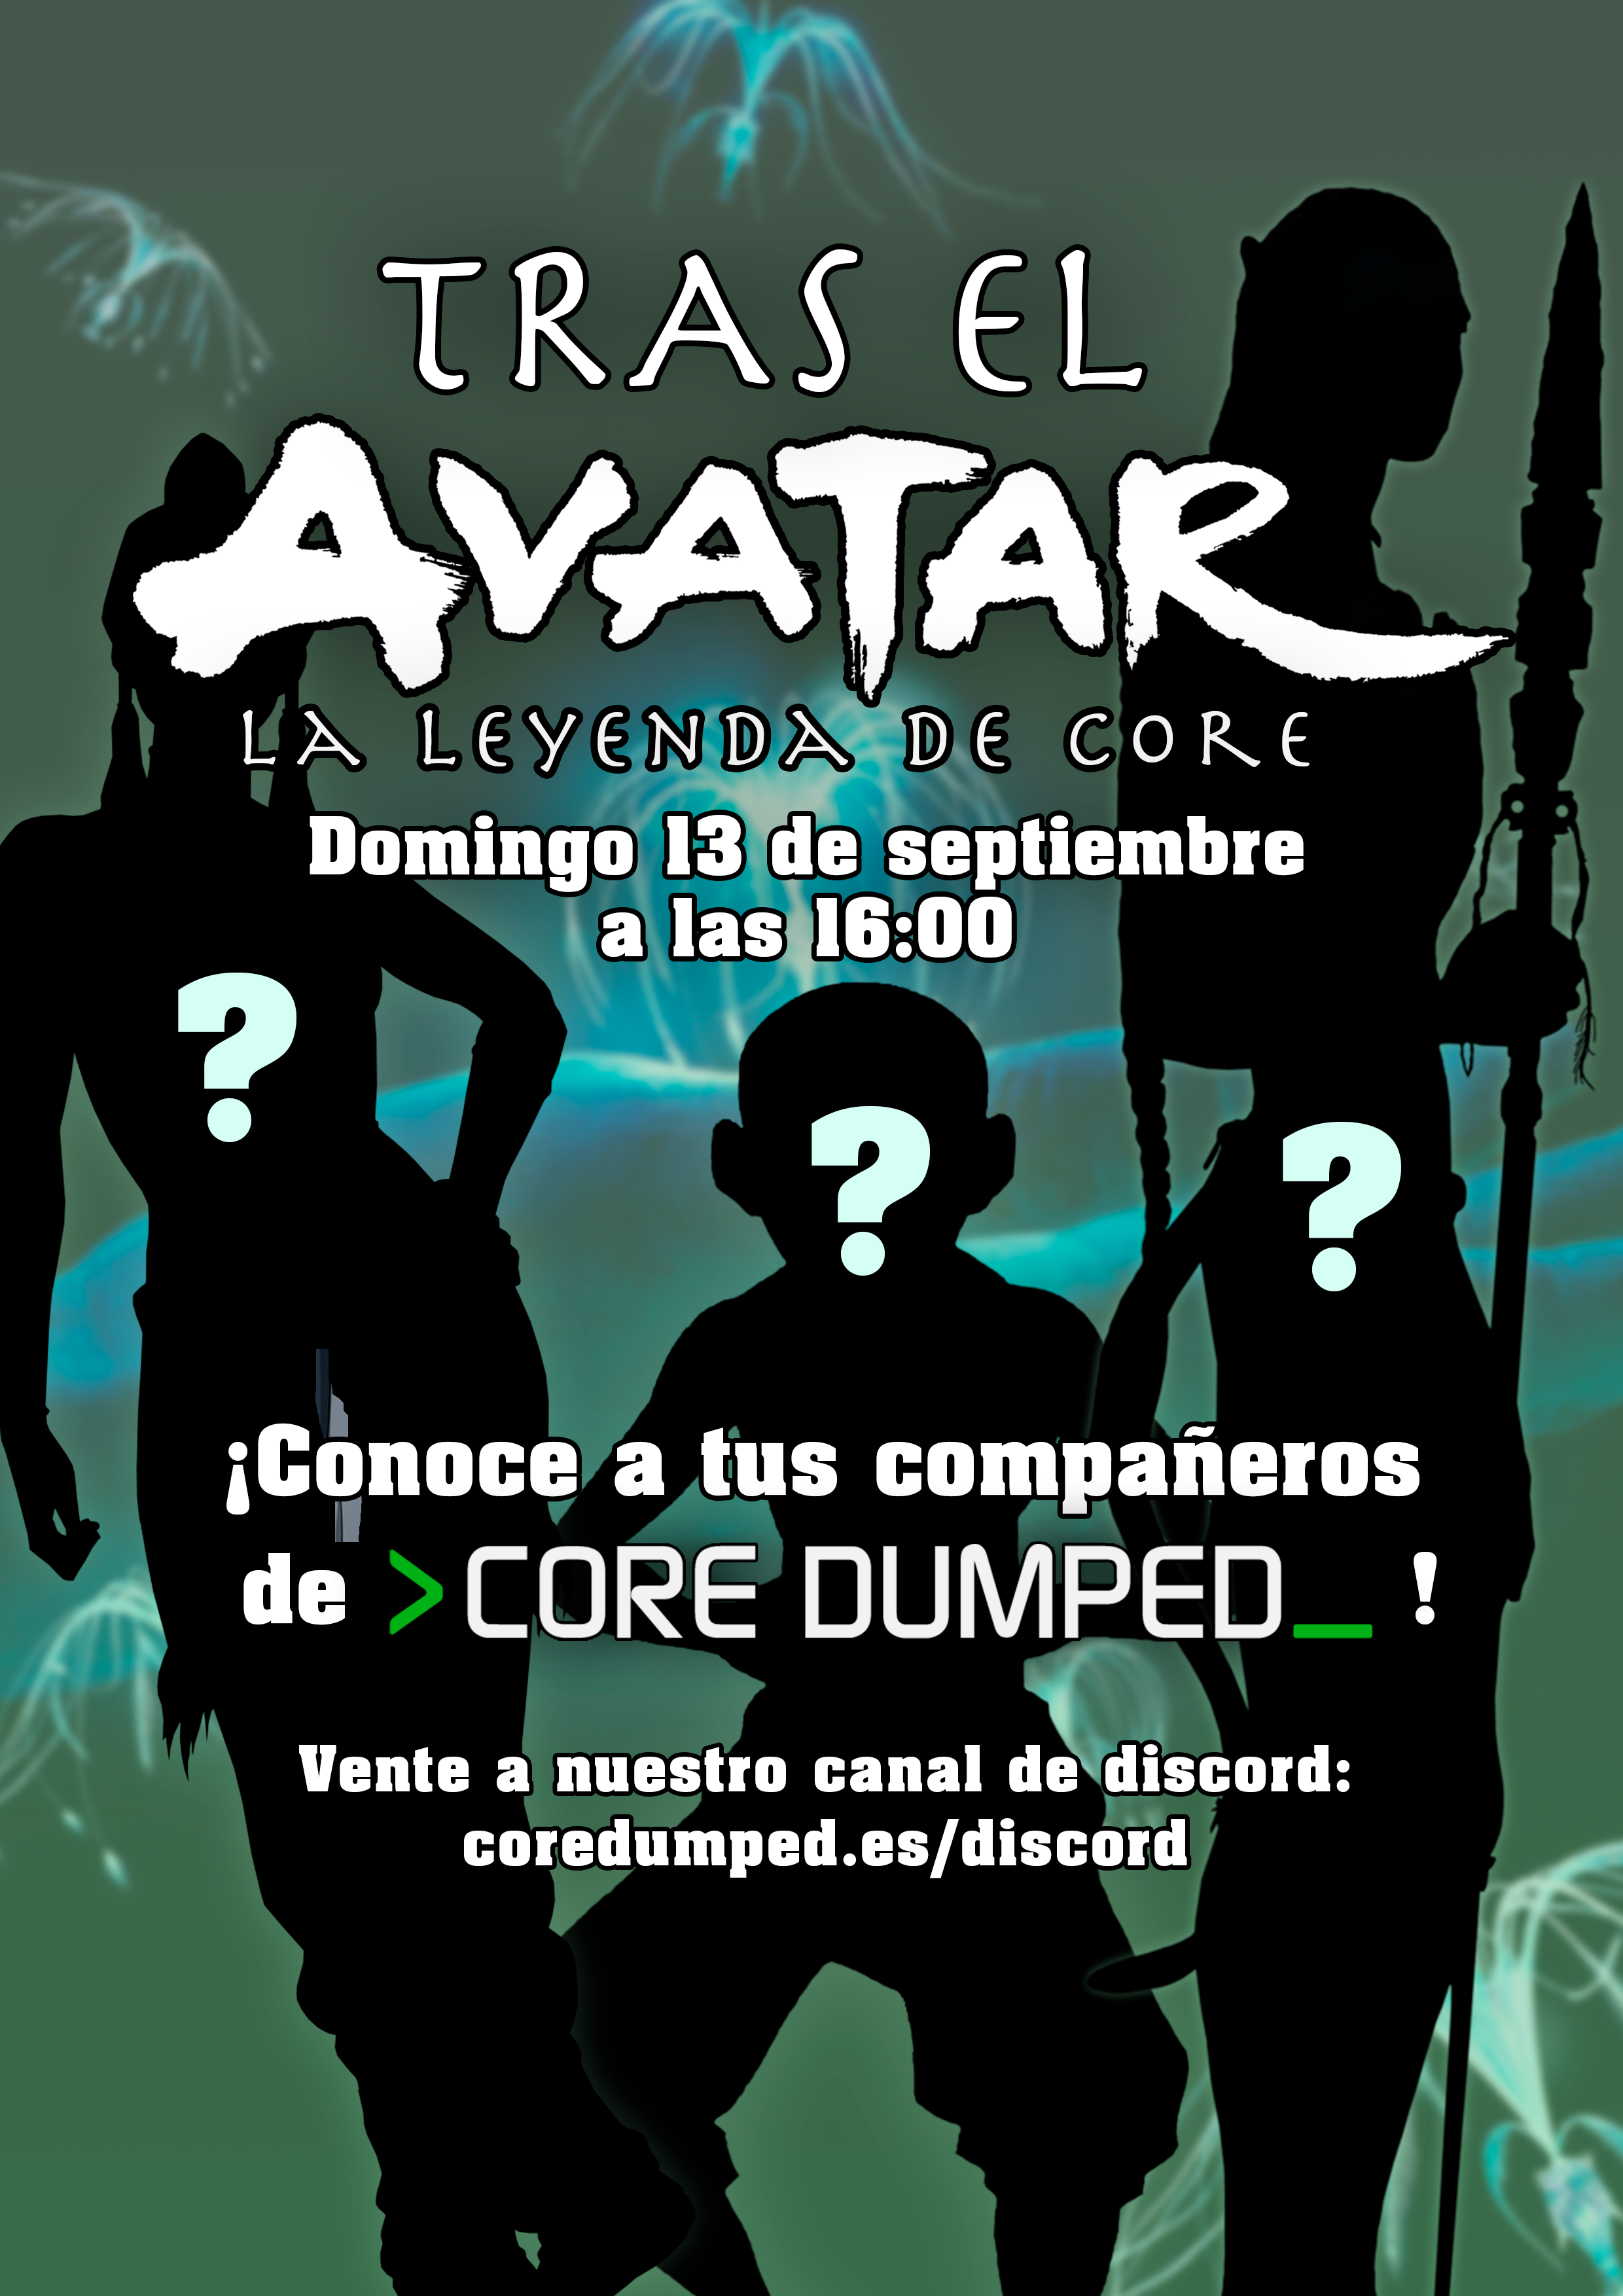 TRAS EL
AVATAR
LA LEYENDA DE CORE
Domingo 13 de septiembre
a las 16:00
?
?
?
¡Conoce a tus compañeros
de >CORE DUMPED_ !
Vente a nuestro canal de discord:
coredumped.es/discord